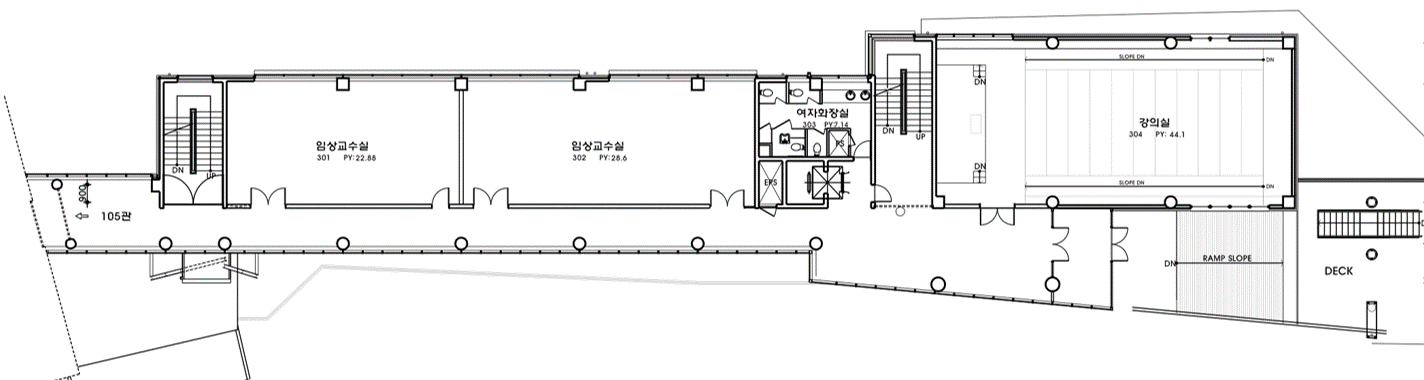 SLOPE DN
DN
DN
여자화장실
303 PY:7.14
강의실
304 PY: 44.1
임상교수실
301 PY:22.88
임상교수실
302 PY:28.6
DN
UP
PS
DN
UP
DN
EPS
SLOPE DN
DN
900
105관
DN
RAMP SLOPE
DECK